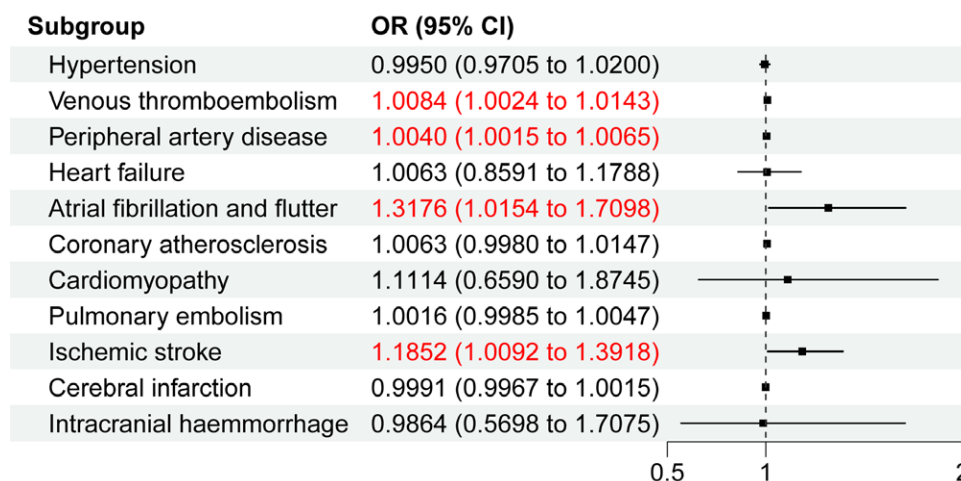 Subgroup OR (95% CI)
Hypertension 0.9950 (0.9705 to 1.0200)
Venous thromboembolism 1.0084 (1.0024 to 1.0143)
Peripheral artery disease 1.0040 (1.0015 to 1.0065)
Heart failure 1.0063 (0.8591 to 1.1788)
Atrial fibrillation and flutter 1.3176 (1.0154 to 1.7098)
Coronary atherosclerosis 1.0063 (0.9980 to 1.0147)
Cardiomyopathy 1.1114 (0.6590 to 1.8745)
Pulmonary embolism 1.0016 (0.9985 to 1.0047)
Ischemic stroke 1.1852 (1.0092 to 1.3918)
Cerebral infarction 0.9991 (0.9967 to 1.0015)
Intracranial haemmorrhage 0.9864 (0.5698 to 1.7075)
0.5 1 2